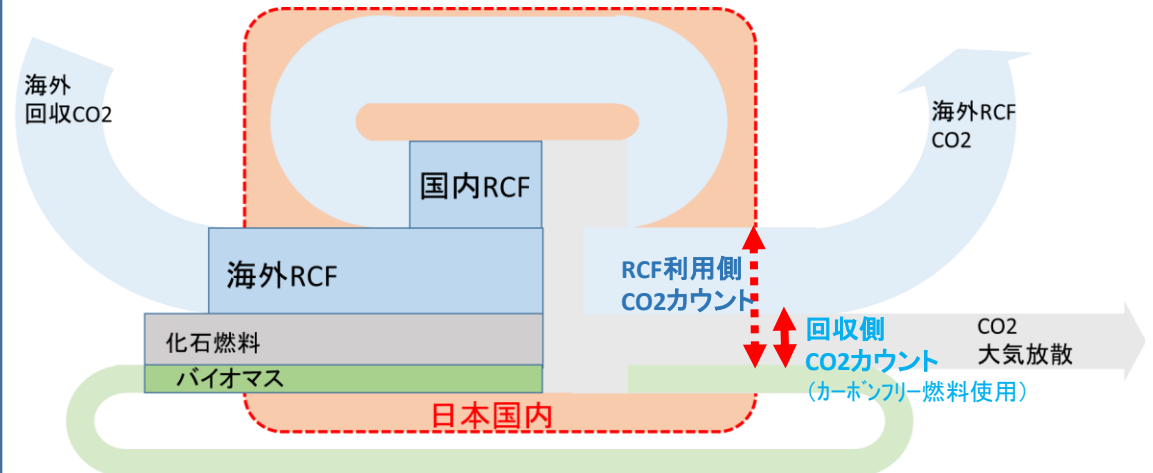 海外
回収CO2
海外RCF
CO2
国内RCF
海外RCF
RCF利用側
CO2カウント
化石燃料
回収側
CO2カウント
(カーボンフリー燃料使用)
CO2
大気放散
バイオマス
日本国内